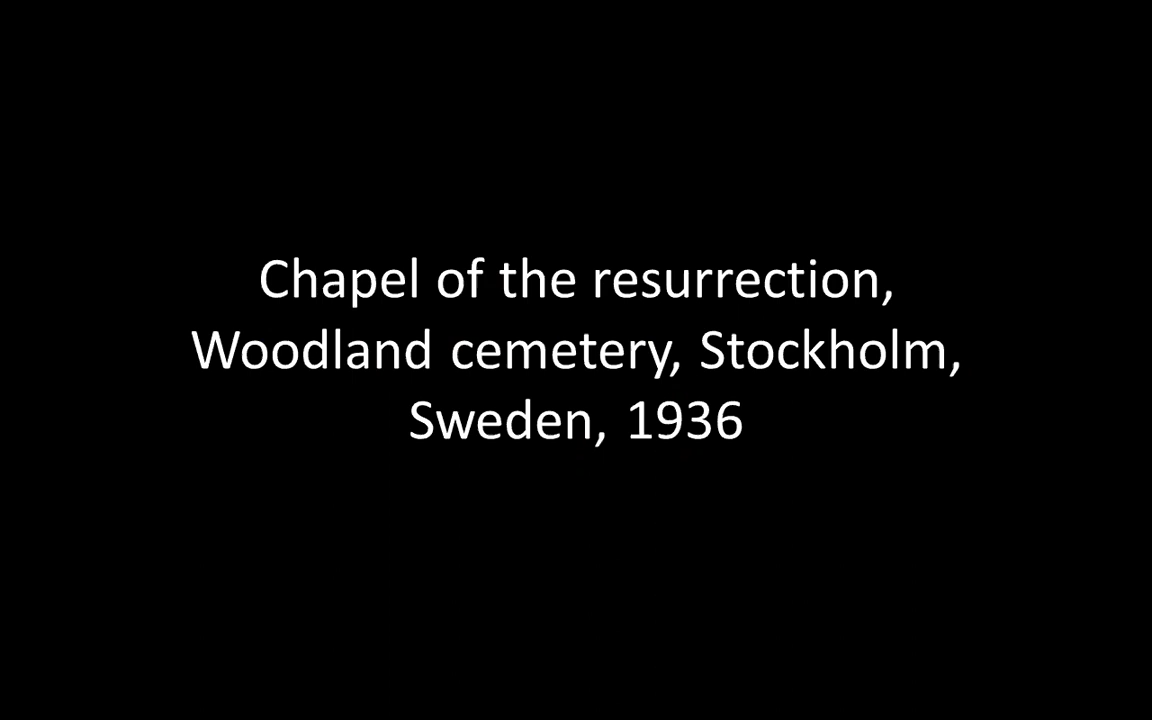 Chapel of the resurrection,
Woodland cemetery, Stockholm,
Sweden, 1936